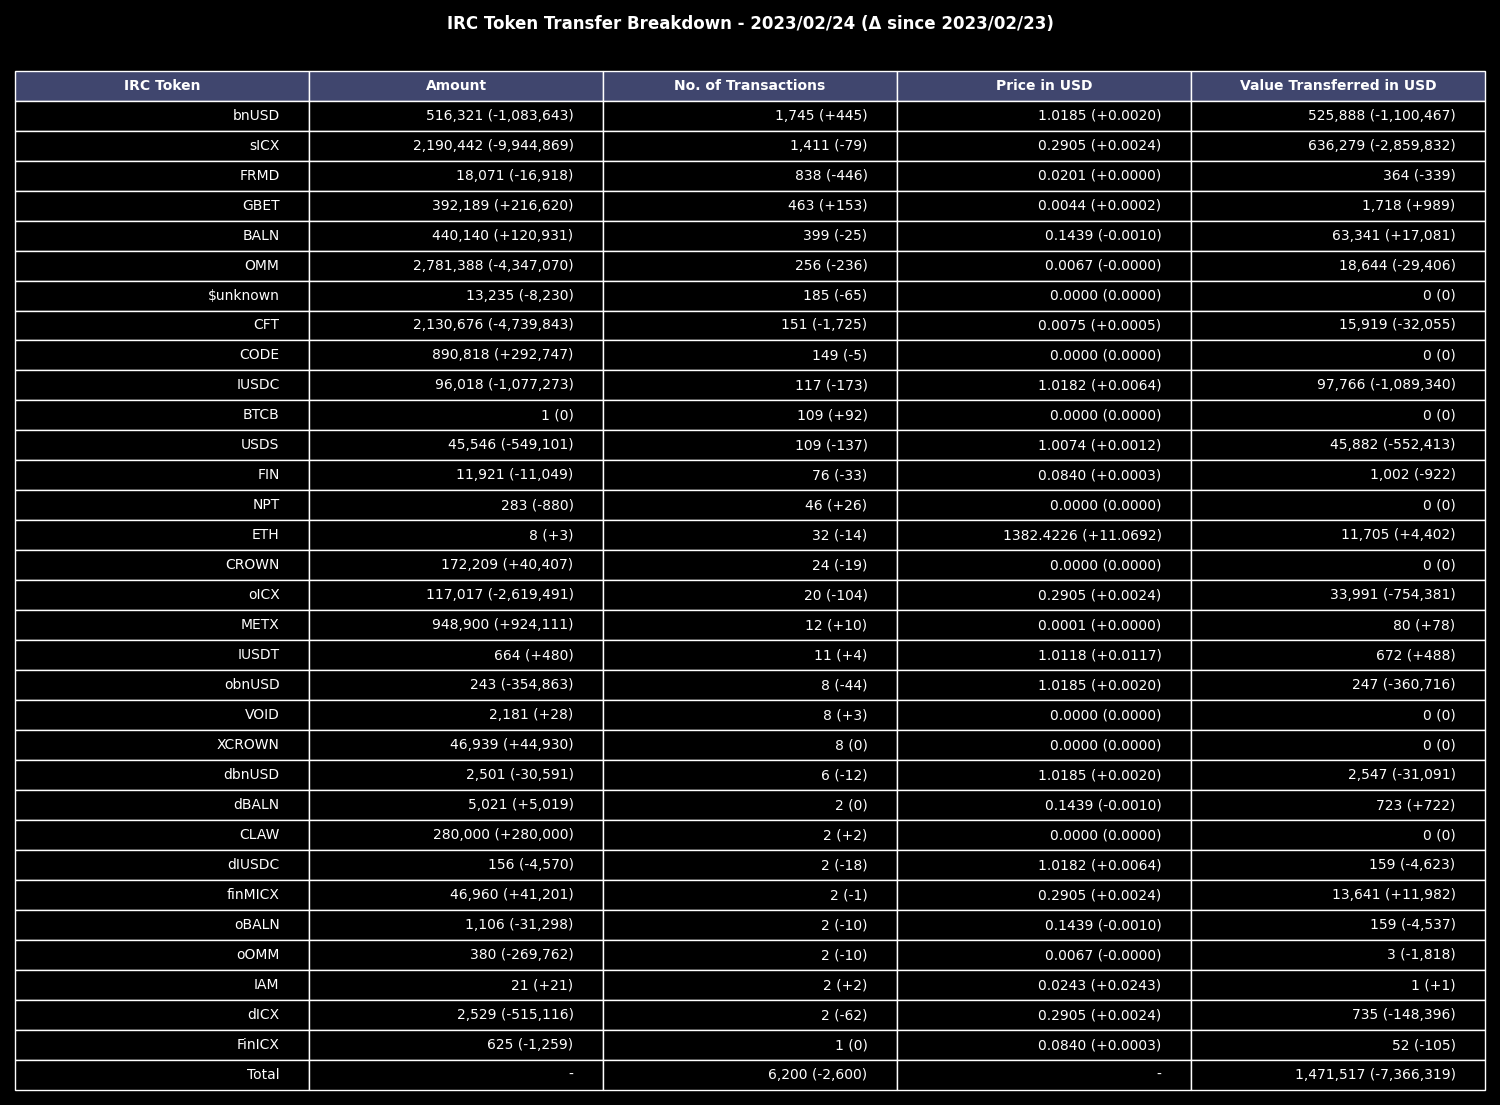 IRC Token Transfer Breakdown - 2023/02/24 (Δ since 2023/02/23)
IRC Token Amount No. of Transactions Price in USD Value Transferred in USD
bnUSD 516,321 (-1,083,643) 1,745 (+445) 1.0185 (+0.0020) 525,888 (-1,100,467)
sICX 2,190,442 (-9,944,869) 1,411 (-79) 0.2905 (+0.0024) 636,279 (-2,859,832)
FRMD 18,071 (-16,918) 838 (-446) 0.0201 (+0.0000) 364 (-339)
GBET 392,189 (+216,620) 463 (+153) 0.0044 (+0.0002) 1,718 (+989)
BALN 440,140 (+120,931) 399 (-25) 0.1439 (-0.0010) 63,341 (+17,081)
OMM 2,781,388 (-4,347,070) 256 (-236) 0.0067 (-0.0000) 18,644 (-29,406)
$unknown 13,235 (-8,230) 185 (-65) 0.0000 (0.0000) 0 (0)
CFT 2,130,676 (-4,739,843) 151 (-1,725) 0.0075 (+0.0005) 15,919 (-32,055)
CODE 890,818 (+292,747) 149 (-5) 0.0000 (0.0000) 0 (0)
IUSDC 96,018 (-1,077,273) 117 (-173) 1.0182 (+0.0064) 97,766 (-1,089,340)
BTCB 1 (0) 109 (+92) 0.0000 (0.0000) 0 (0)
USDS 45,546 (-549,101) 109 (-137) 1.0074 (+0.0012) 45,882 (-552,413)
FIN 11,921 (-11,049) 76 (-33) 0.0840 (+0.0003) 1,002 (-922)
NPT 283 (-880) 46 (+26) 0.0000 (0.0000) 0 (0)
ETH 8 (+3) 32 (-14) 1382.4226 (+11.0692) 11,705 (+4,402)
CROWN 172,209 (+40,407) 24 (-19) 0.0000 (0.0000) 0 (0)
oICX 117,017 (-2,619,491) 20 (-104) 0.2905 (+0.0024) 33,991 (-754,381)
METX 948,900 (+924,111) 12 (+10) 0.0001 (+0.0000) 80 (+78)
IUSDT 664 (+480) 11 (+4) 1.0118 (+0.0117) 672 (+488)
obnUSD 243 (-354,863) 8 (-44) 1.0185 (+0.0020) 247 (-360,716)
VOID 2,181 (+28) 8 (+3) 0.0000 (0.0000) 0 (0)
XCROWN 46,939 (+44,930) 8 (0) 0.0000 (0.0000) 0 (0)
dbnUSD 2,501 (-30,591) 6 (-12) 1.0185 (+0.0020) 2,547 (-31,091)
dBALN 5,021 (+5,019) 2 (0) 0.1439 (-0.0010) 723 (+722)
CLAW 280,000 (+280,000) 2 (+2) 0.0000 (0.0000) 0 (0)
dIUSDC 156 (-4,570) 2 (-18) 1.0182 (+0.0064) 159 (-4,623)
finMICX 46,960 (+41,201) 2 (-1) 0.2905 (+0.0024) 13,641 (+11,982)
oBALN 1,106 (-31,298) 2 (-10) 0.1439 (-0.0010) 159 (-4,537)
oOMM 380 (-269,762) 2 (-10) 0.0067 (-0.0000) 3 (-1,818)
IAM 21 (+21) 2 (+2) 0.0243 (+0.0243) 1 (+1)
dICX 2,529 (-515,116) 2 (-62) 0.2905 (+0.0024) 735 (-148,396)
FinICX 625 (-1,259) 1 (0) 0.0840 (+0.0003) 52 (-105)
Total - 6,200 (-2,600) - 1,471,517 (-7,366,319)